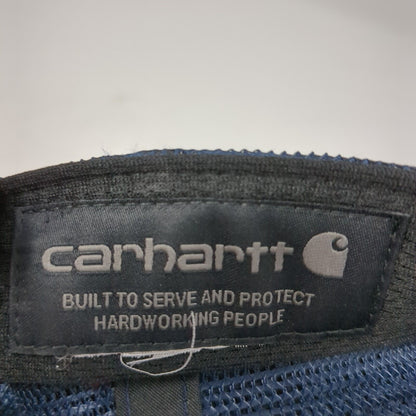 carhartt
BUILT TO SERVE AND PROTECT
HARDWORKING PEOPLE